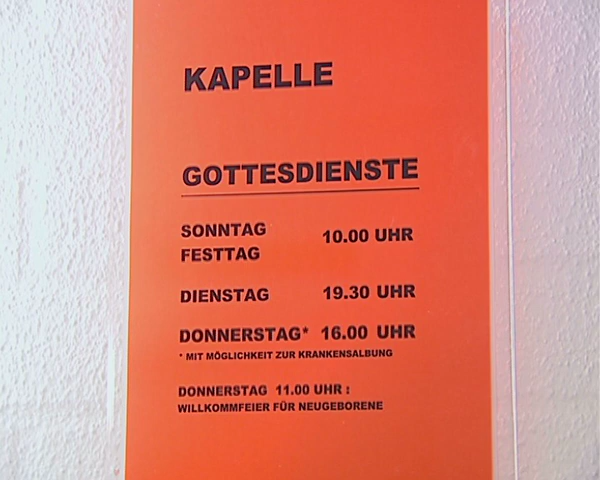 KAPELLE
GOTTESDIENSTE
SONNTAG
FESTTAG 10.00 UHR
DIENSTAG 19.30 UHR
DONNERSTAG* 16.00 UHR
* MIT MÖGLICHKEIT ZUR KRANKENSALBUNG
DONNERSTAG 11.00 UHR :
WILLKOMMFEIER FÜR NEUGEBORENE